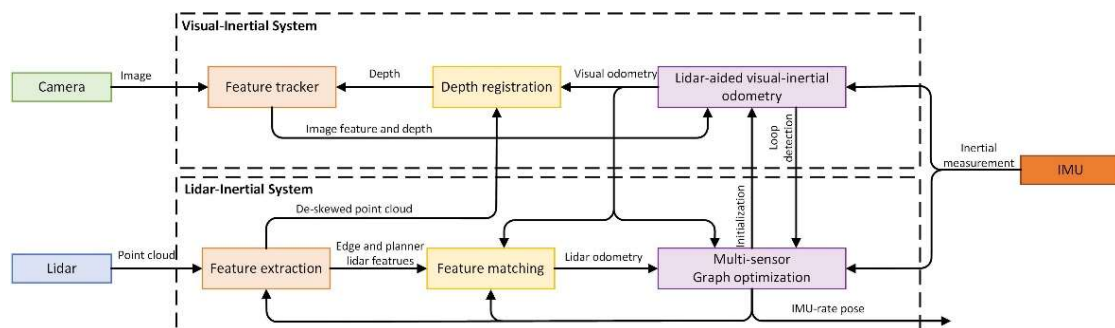 Visual-Inertial System
Camera
Image
Feature tracker
Depth
Depth registration
Visual odometry
Lidar-aided visual-inertial
odometry
Image feature and depth
Loop
detection
Inertial
measurement
IMU
Lidar-Inertial System
De-skewed point cloud
Initialization
Lidar
Point cloud
Feature extraction
Edge and planner
lidar featrues
Feature matching
Lidar odometry
Multi-sensor
Graph optimization
IMU-rate pose